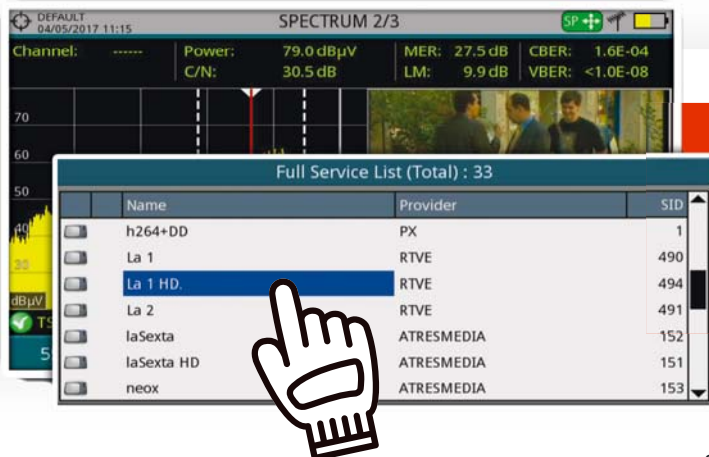 DEFAULT
04/05/2017 11:15
SPECTRUM 2/3
SP
Channel: ------ Power: 79.0 dBµV MER: 27.5 dB CBER: 1.6E-04
C/N: 30.5 dB LM: 9.9 dB VBER: <1.0E-08
70
60
50
40
30
dBµV
TS
5
Full Service List (Total) : 33
Name Provider SID
h264+DD PX 1
La 1 RTVE 490
La 1 HD. RTVE 494
La 2 RTVE 491
laSexta ATRESMEDIA 152
laSexta HD ATRESMEDIA 151
neox ATRESMEDIA 153